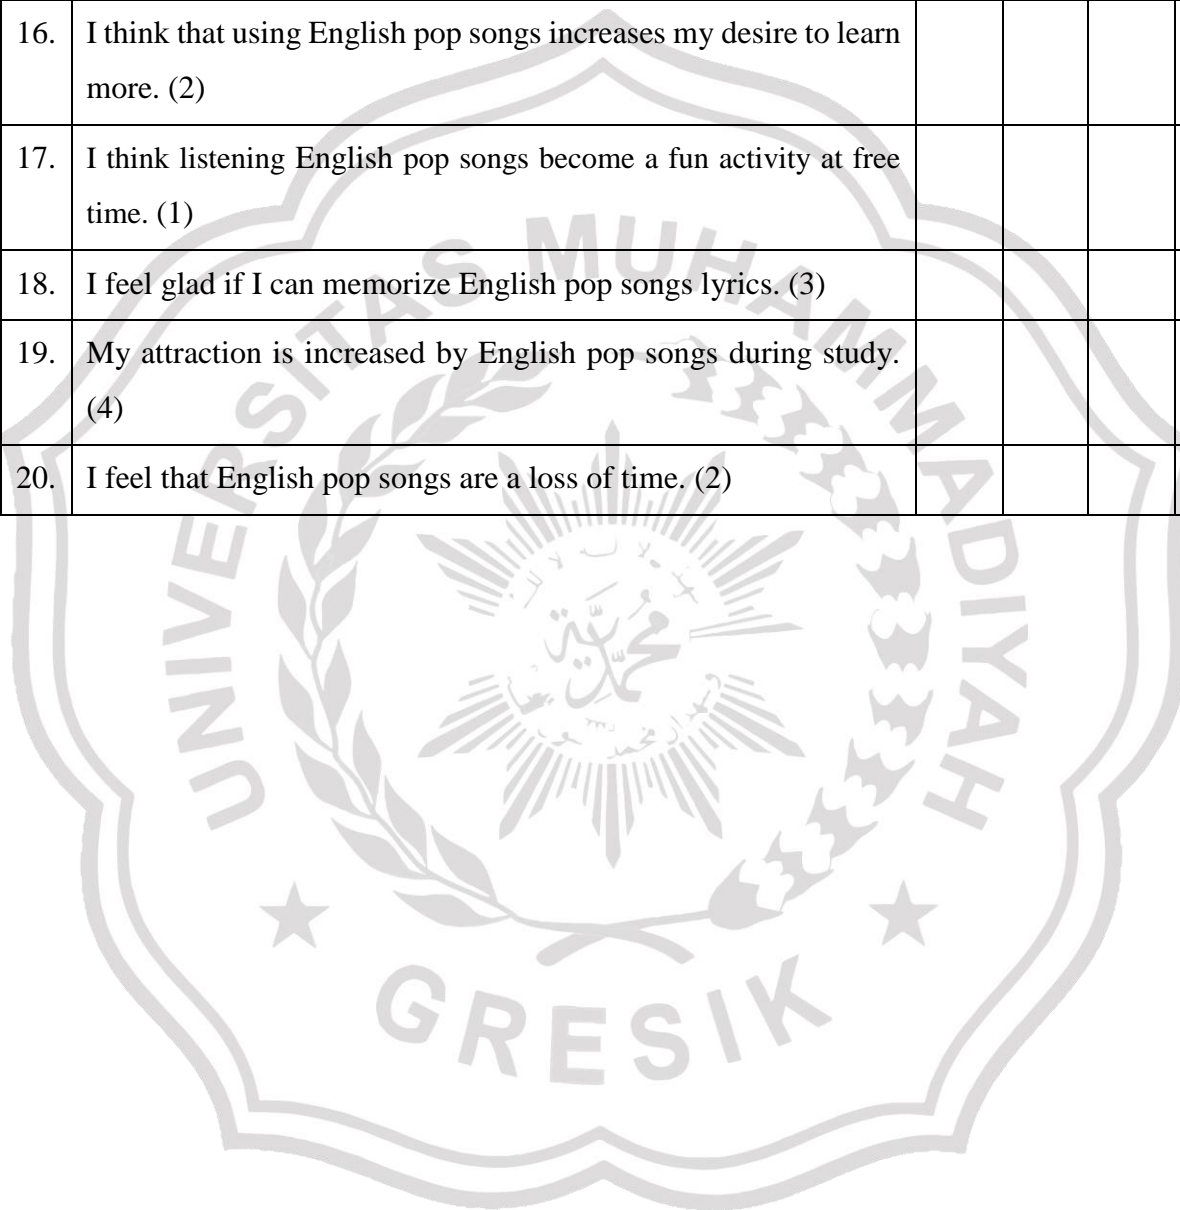 16. I think that using English pop songs increases my desire to learn
more. (2)
17. I think listening English pop songs become a fun activity at free
time. (1)
18. I feel glad if I can memorize English pop songs lyrics. (3)
19. My attraction is increased by English pop songs during study.
(4)
20. I feel that English pop songs are a loss of time. (2)
UNIVERSITAS MUHAMMADIYAH
محمدية
GRESIK